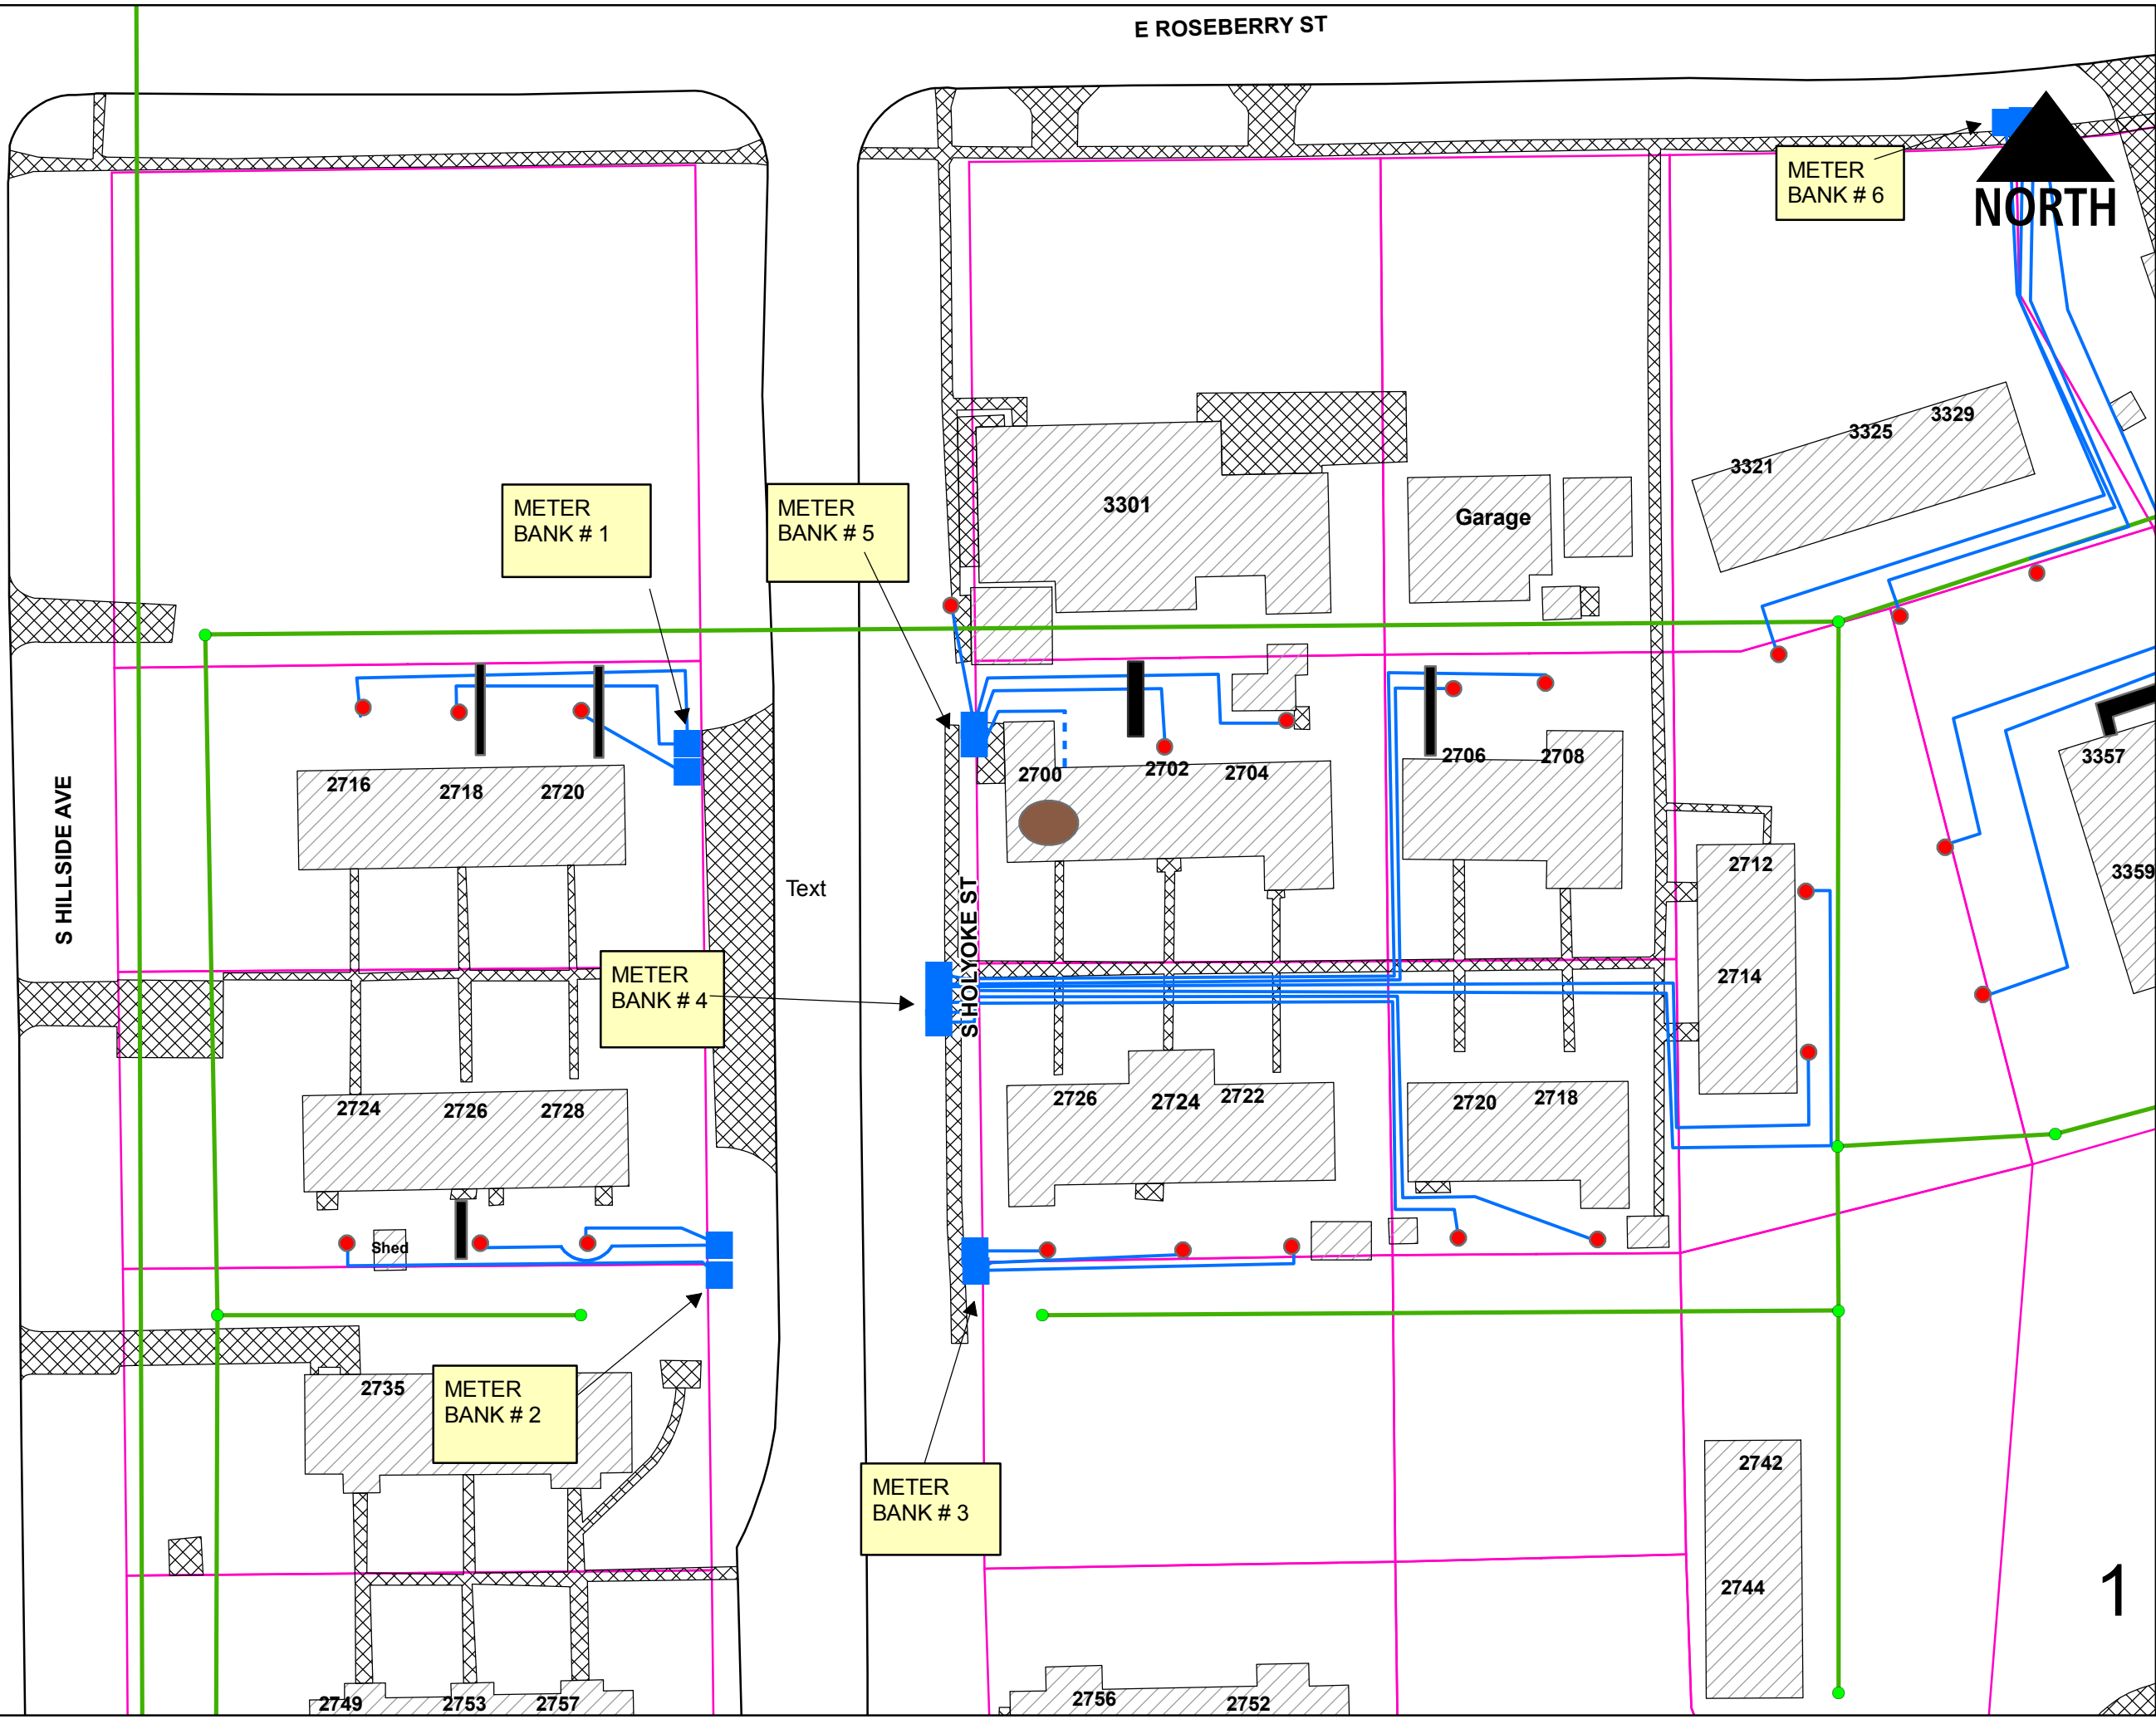 E ROSEBERRY ST
METER
BANK # 6
NORTH
3329
3325
3321
METER
BANK # 1
METER
BANK # 5
3301
Garage
2716
2718
2720
2700
2702
2704
2706
2708
3357
S HILLSIDE AVE
Text
S HOLYOKE ST
2712
3359
METER
BANK # 4
2714
2724
2726
2728
2726
2724
2722
2720
2718
Shed
2735
METER
BANK # 2
METER
BANK # 3
2742
2744
1
2749
2753
2757
2756
2752